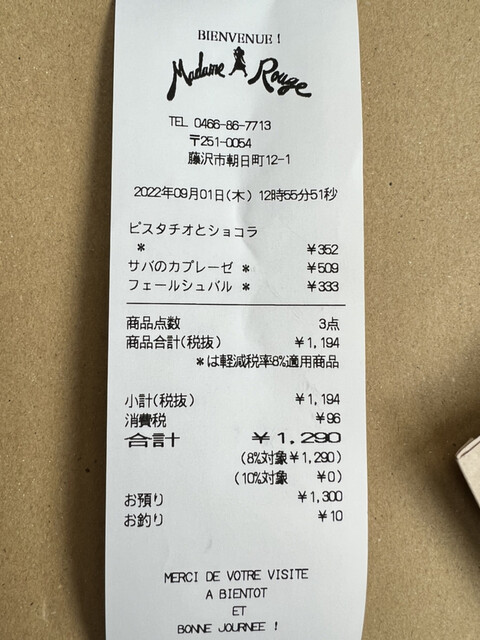 BIENVENUE !
Madame Rouge
TEL 0466-86-7713
〒251-0054
藤沢市朝日町12-1
2022年09月01日(木) 12時55分51秒
ピスタチオとショコラ
* ¥352
サバのカプレーゼ * ¥509
フェールシュバル * ¥333
商品点数 3点
商品合計(税抜) ¥1,194
*は軽減税率8%適用商品
小計(税抜) ¥1,194
消費税 ¥96
合計 ¥1,290
(8%対象¥1,290)
(10%対象 ¥0)
お預り ¥1,300
お釣り ¥10
MERCI DE VOTRE VISITE
A BIENTOT
ET
BONNE JOURNEE !